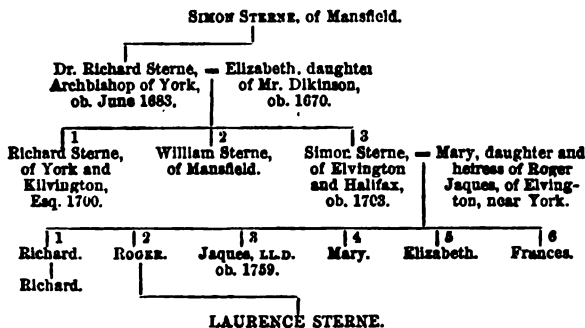 SIMON STERNE, of Mansfield.
Dr. Richard Sterne,
Archbishop of York,
ob. June 1683.
Elizabeth, daughter
of Mr. Dikinson,
ob. 1670.
1
Richard Sterne,
of York and
Kilvington,
Esq. 1700.
2
William Sterne,
of Mansfield.
3
Simon Sterne,
of Elvington
and Halifax,
ob. 1703.
Mary, daughter and
heiress of Roger
Jaques, of Elving-
ton, near York.
1
Richard.
Richard.
2
ROGER.
3
Jaques, LL.D.
ob. 1759.
4
Mary.
5
Elizabeth.
6
Frances.
LAURENCE STERNE.